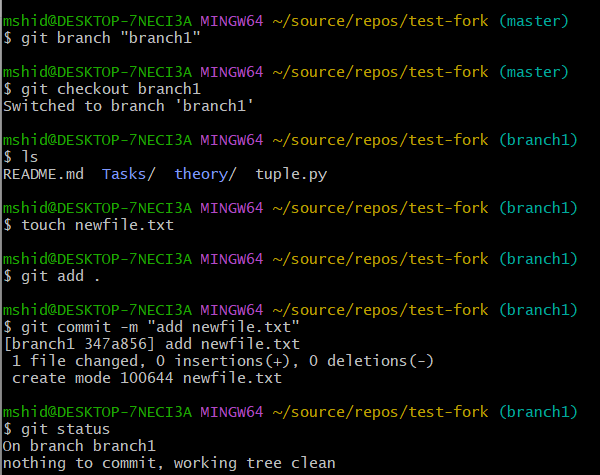 mshid@DESKTOP-7NECI3A MINGW64 ~/source/repos/test-fork (master)
$ git branch "branch1"
mshid@DESKTOP-7NECI3A MINGW64 ~/source/repos/test-fork (master)
$ git checkout branch1
Switched to branch 'branch1'
mshid@DESKTOP-7NECI3A MINGW64 ~/source/repos/test-fork (branch1)
$ ls
README.md  Tasks/  theory/  tuple.py
mshid@DESKTOP-7NECI3A MINGW64 ~/source/repos/test-fork (branch1)
$ touch newfile.txt
mshid@DESKTOP-7NECI3A MINGW64 ~/source/repos/test-fork (branch1)
$ git add .
mshid@DESKTOP-7NECI3A MINGW64 ~/source/repos/test-fork (branch1)
$ git commit -m "add newfile.txt"
[branch1 347a856] add newfile.txt
 1 file changed, 0 insertions(+), 0 deletions(-)
 create mode 100644 newfile.txt
mshid@DESKTOP-7NECI3A MINGW64 ~/source/repos/test-fork (branch1)
$ git status
On branch branch1
nothing to commit, working tree clean